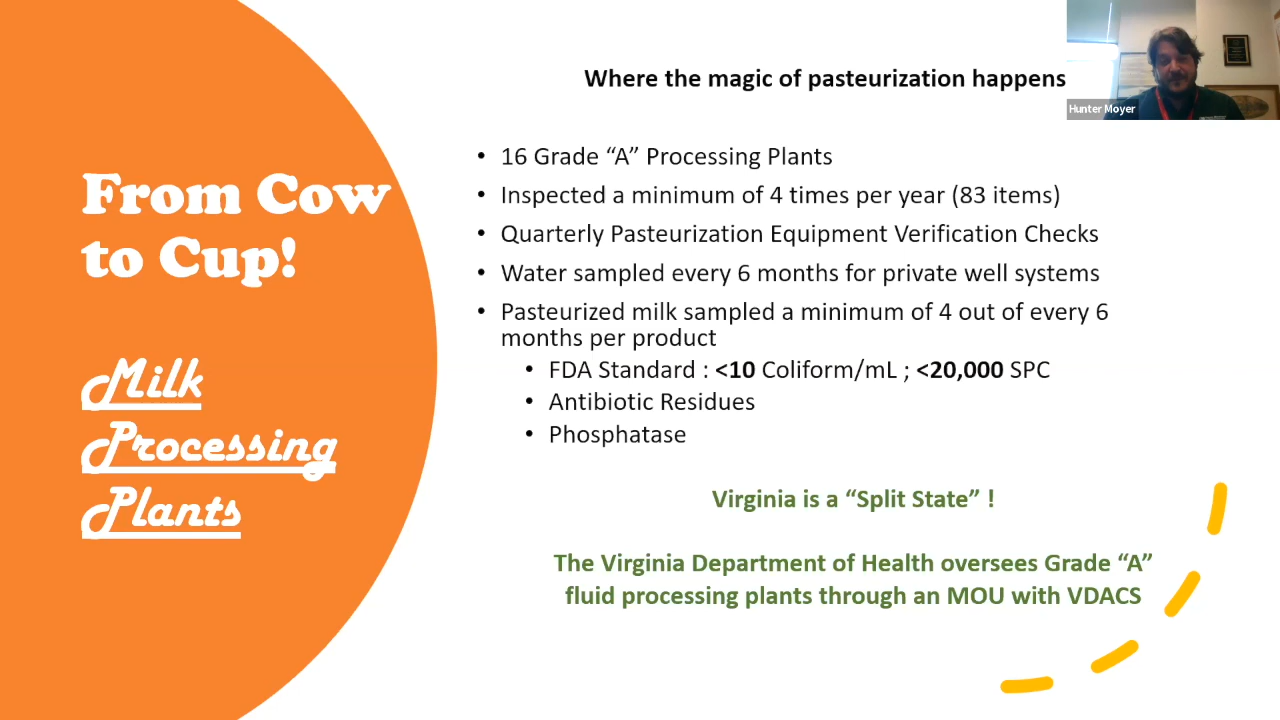 Where the magic of pasteurization happens
Hunter Moyer
From Cow
to Cup!
Milk
Processing
Plants
• 16 Grade “A” Processing Plants
• Inspected a minimum of 4 times per year (83 items)
• Quarterly Pasteurization Equipment Verification Checks
• Water sampled every 6 months for private well systems
• Pasteurized milk sampled a minimum of 4 out of every 6
months per product
• FDA Standard : <10 Coliform/mL ; <20,000 SPC
• Antibiotic Residues
• Phosphatase
Virginia is a “Split State” !
The Virginia Department of Health oversees Grade “A”
fluid processing plants through an MOU with VDACS